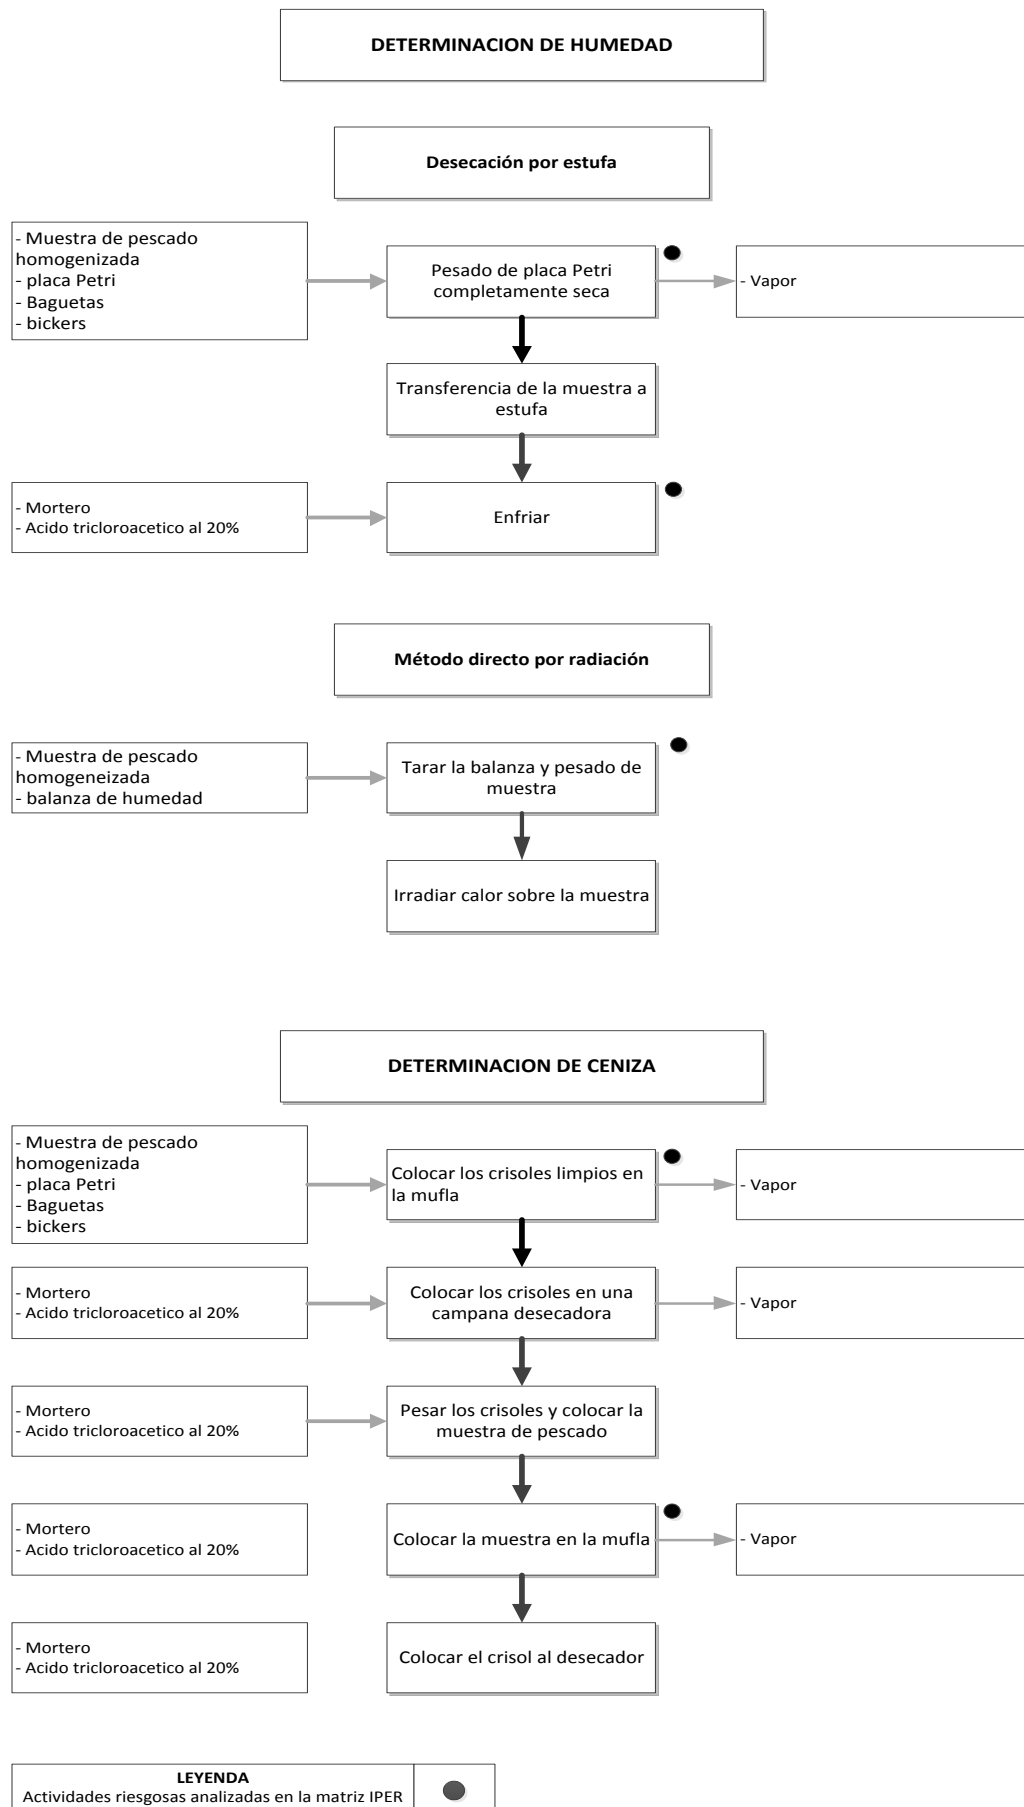 DETERMINACION DE HUMEDAD
Desecación por estufa
- Muestra de pescado
homogenizada
- placa Petri
- Baguetas
- bickers
Pesado de placa Petri
completamente seca
- Vapor
Transferencia de la muestra a
estufa
- Mortero
- Acido tricloroacetico al 20%
Enfriar
Método directo por radiación
- Muestra de pescado
homogeneizada
- balanza de humedad
Tarar la balanza y pesado de
muestra
Irradiar calor sobre la muestra
DETERMINACION DE CENIZA
- Muestra de pescado
homogenizada
- placa Petri
- Baguetas
- bickers
Colocar los crisoles limpios en
la mufla
- Vapor
- Mortero
- Acido tricloroacetico al 20%
Colocar los crisoles en una
campana desecadora
- Vapor
- Mortero
- Acido tricloroacetico al 20%
Pesar los crisoles y colocar la
muestra de pescado
- Mortero
- Acido tricloroacetico al 20%
Colocar la muestra en la mufla
- Vapor
- Mortero
- Acido tricloroacetico al 20%
Colocar el crisol al desecador
LEYENDA
Actividades riesgosas analizadas en la matriz IPER